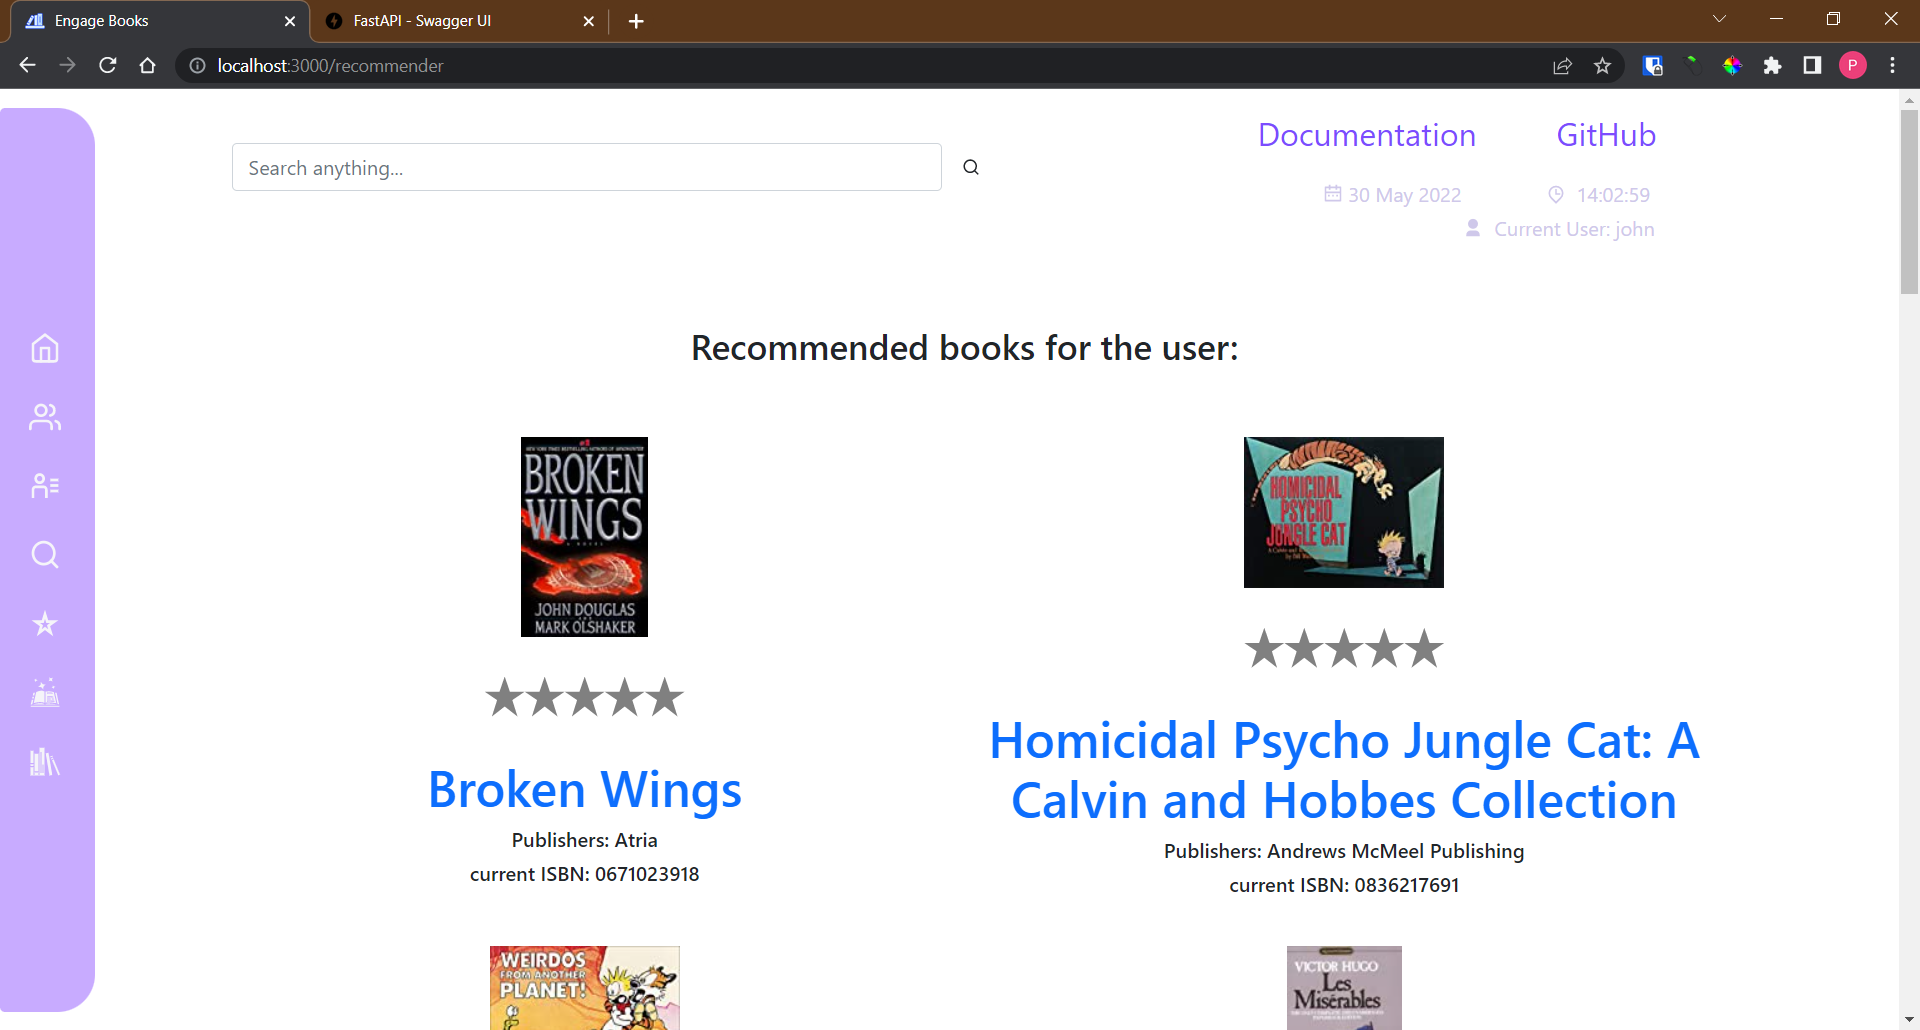 Engage Books
FastAPI - Swagger UI
localhost:3000/recommender
P
Documentation
GitHub
Search anything...
30 May 2022
14:02:59
Current User: john
Recommended books for the user:
BROKEN
WINGS
A NOVEL
JOHN DOUGLAS
AND
MARK OLSHAKER
HOMICIDAL
PSYCHO
JUNGLE CAT
Broken Wings
Publishers: Atria
current ISBN: 0671023918
Homicidal Psycho Jungle Cat: A
Calvin and Hobbes Collection
Publishers: Andrews McMeel Publishing
current ISBN: 0836217691
WEIRDOS
FROM ANOTHER
PLANET!
VICTOR HUGO
Les
Misérables